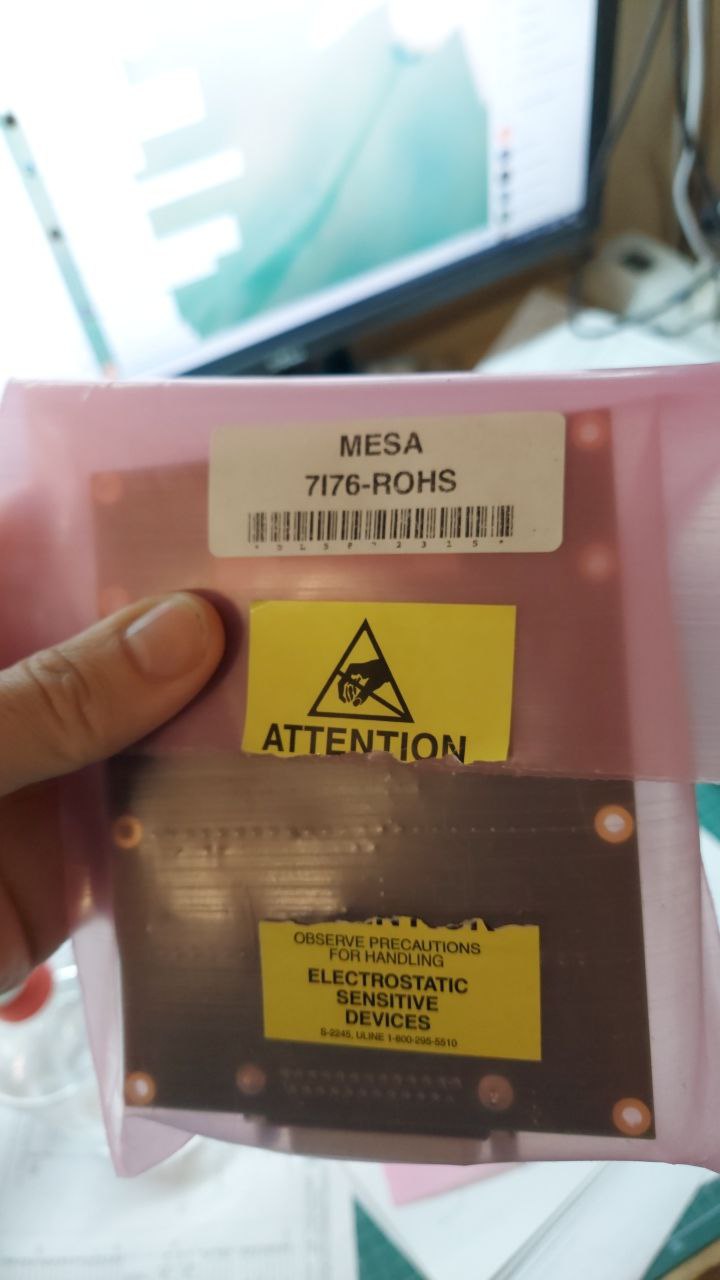 MESA
7I76-ROHS
ATTENTION
OBSERVE PRECAUTIONS
FOR HANDLING
ELECTROSTATIC
SENSITIVE
DEVICES
S-2245, ULINE 1-800-295-5510